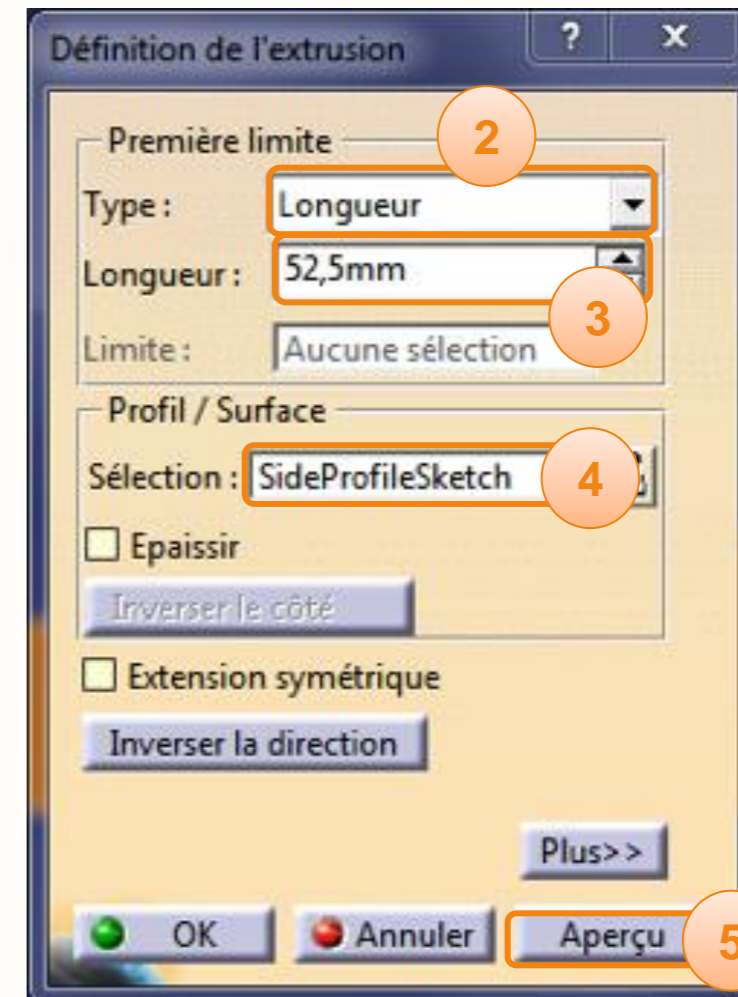 Définition de l'extrusion ? x
Première limite 2
Type : Longueur
Longueur : 52,5mm
3
Limite : Aucune sélection
Profil / Surface
Sélection : SideProfileSketch 4
Epaissir
Inverser le côté
Extension symétrique
Inverser la direction
Plus>>
OK Annuler Aperçu 5